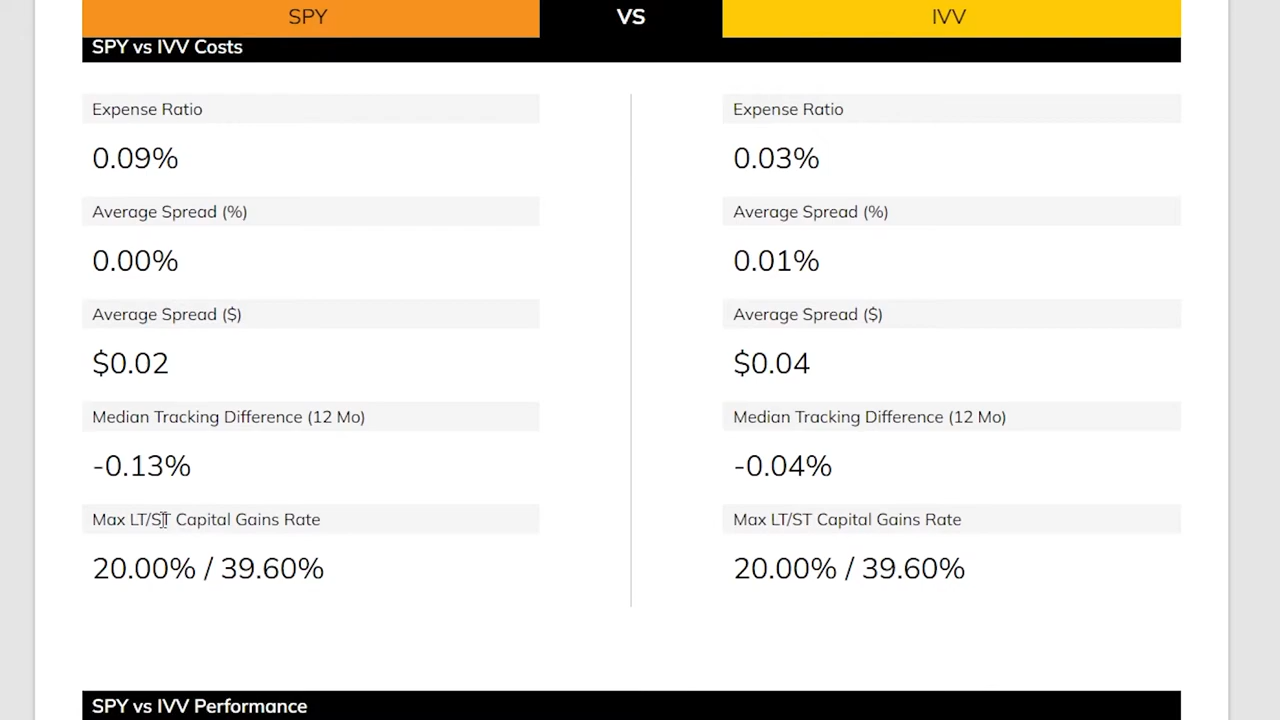 SPY VS IVV
SPY vs IVV Costs
Expense Ratio Expense Ratio
0.09% 0.03%
Average Spread (%) Average Spread (%)
0.00% 0.01%
Average Spread ($) Average Spread ($)
$0.02 $0.04
Median Tracking Difference (12 Mo) Median Tracking Difference (12 Mo)
-0.13% -0.04%
Max LT/ST Capital Gains Rate Max LT/ST Capital Gains Rate
20.00% / 39.60% 20.00% / 39.60%
SPY vs IVV Performance